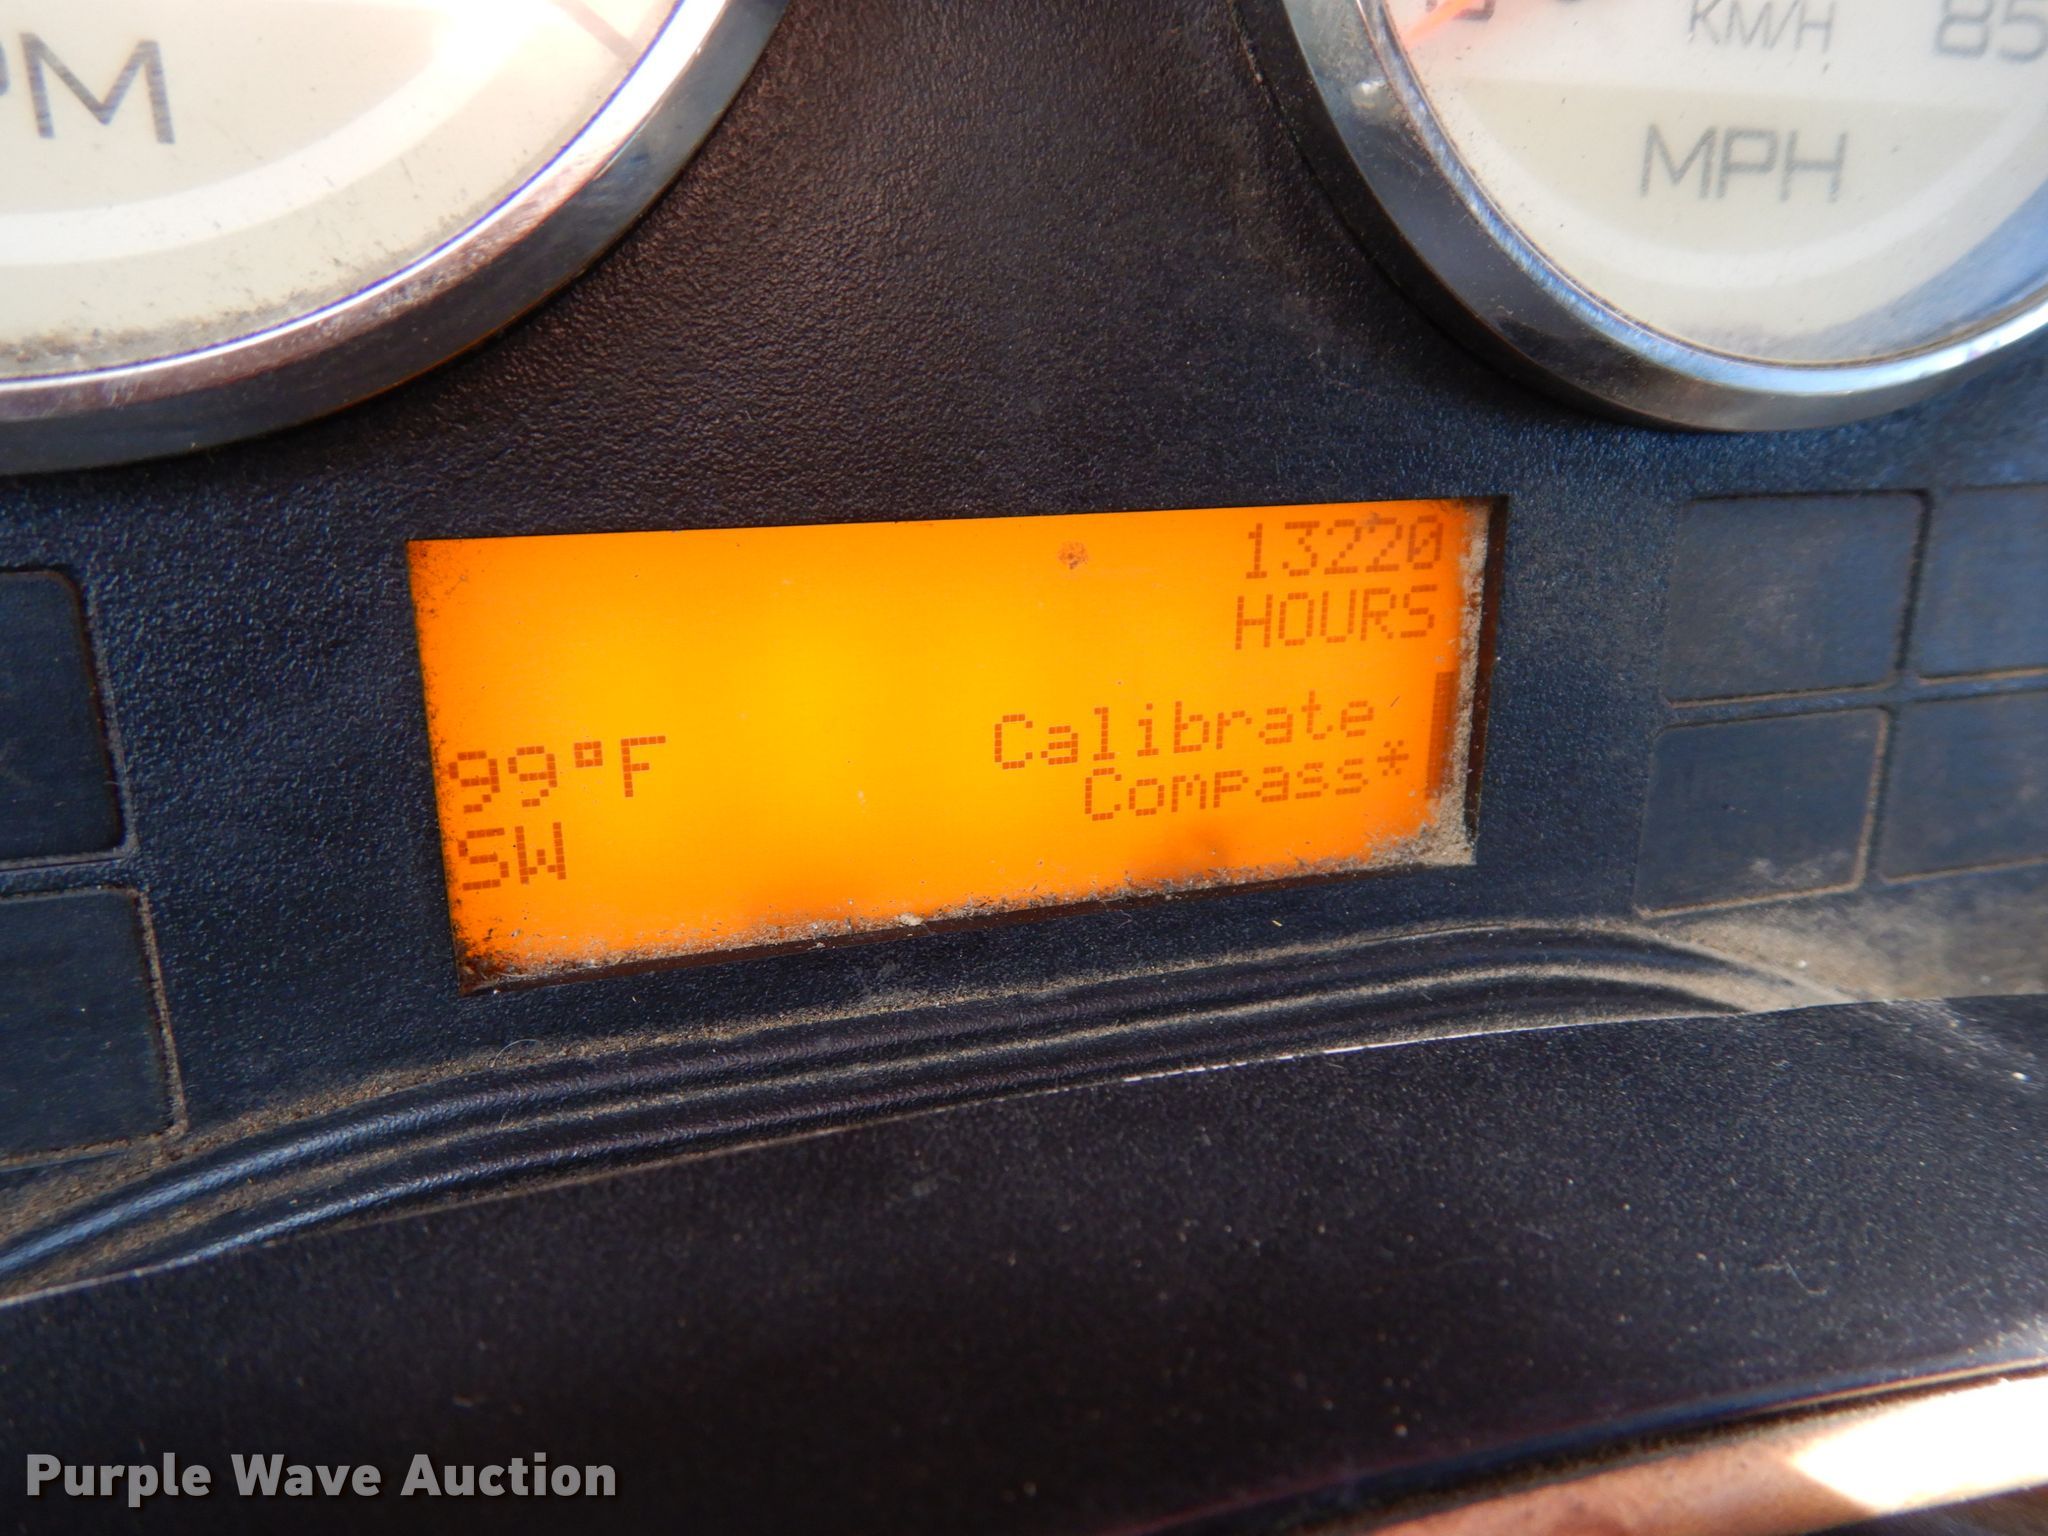 PM
KM/H
85
MPH
13220
HOURS
Calibrate
Compass*
99°F
SW
Purple Wave Auction